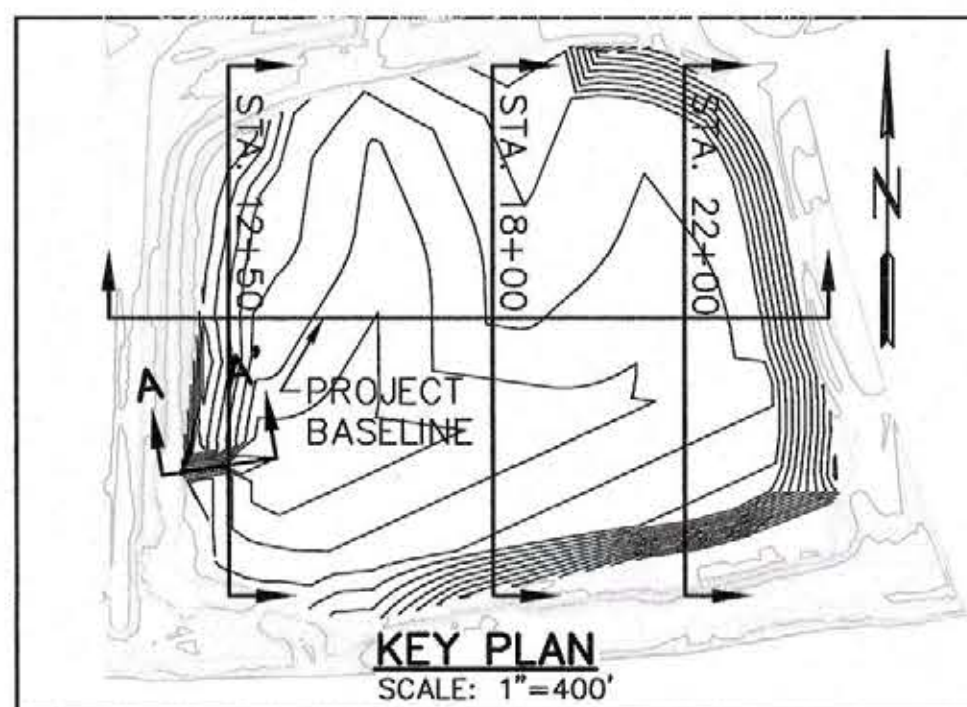 STA. 12+50
STA. 18+00
STA. 22+00
N
A
A'
PROJECT
BASELINE
KEY PLAN
SCALE: 1"=400'